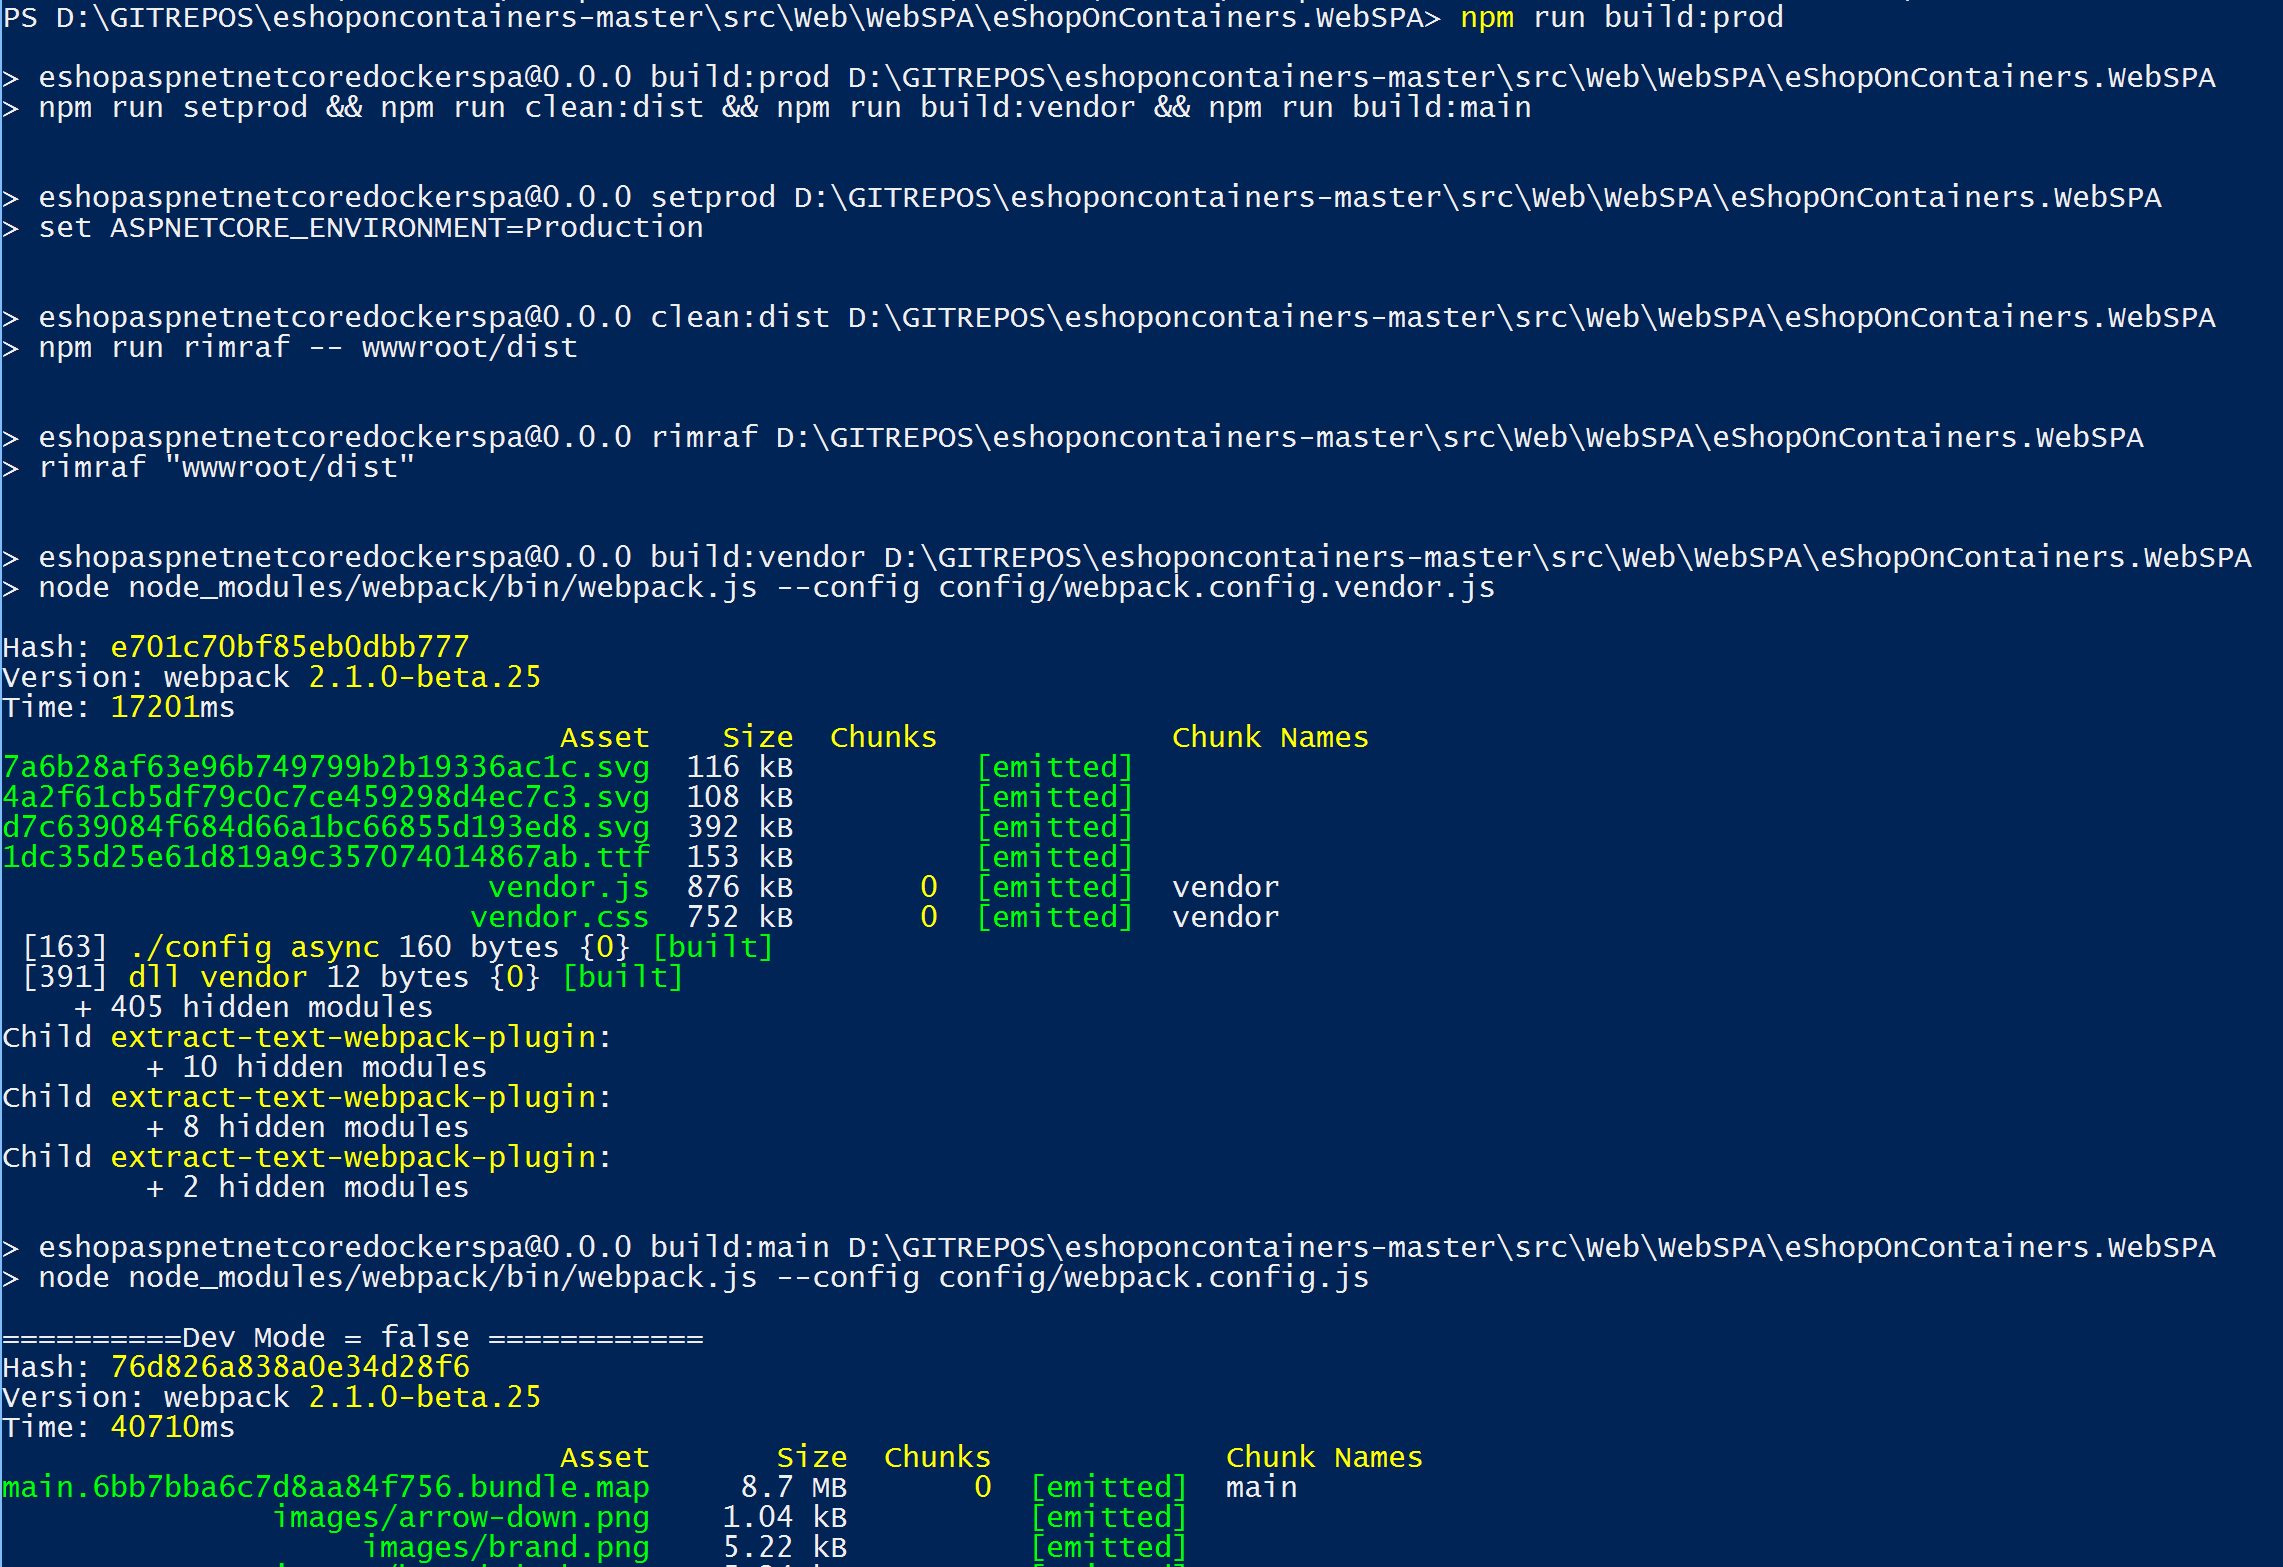 PS D:\GITREPOS\eshoponcontainers-master\src\Web\WebSPA\eShopOnContainers.WebSPA> npm run build:prod
> eshopaspnetnetcoredockerspa@0.0.0 build:prod D:\GITREPOS\eshoponcontainers-master\src\Web\WebSPA\eShopOnContainers.WebSPA
> npm run setprod && npm run clean:dist && npm run build:vendor && npm run build:main
> eshopaspnetnetcoredockerspa@0.0.0 setprod D:\GITREPOS\eshoponcontainers-master\src\Web\WebSPA\eShopOnContainers.WebSPA
> set ASPNETCORE_ENVIRONMENT=Production
> eshopaspnetnetcoredockerspa@0.0.0 clean:dist D:\GITREPOS\eshoponcontainers-master\src\Web\WebSPA\eShopOnContainers.WebSPA
> npm run rimraf -- wwwroot/dist
> eshopaspnetnetcoredockerspa@0.0.0 rimraf D:\GITREPOS\eshoponcontainers-master\src\Web\WebSPA\eShopOnContainers.WebSPA
> rimraf "wwwroot/dist"
> eshopaspnetnetcoredockerspa@0.0.0 build:vendor D:\GITREPOS\eshoponcontainers-master\src\Web\WebSPA\eShopOnContainers.WebSPA
> node node_modules/webpack/bin/webpack.js --config config/webpack.config.vendor.js
Hash: e701c70bf85eb0dbb777
Version: webpack 2.1.0-beta.25
Time: 17201ms
Asset Size Chunks Chunk Names
7a6b28af63e96b749799b2b19336ac1c.svg 116 kB [emitted]
4a2f61cb5df79c0c7ce459298d4ec7c3.svg 108 kB [emitted]
d7c639084f684d66a1bc66855d193ed8.svg 392 kB [emitted]
1dc35d25e61d819a9c357074014867ab.ttf 153 kB [emitted]
vendor.js 876 kB 0 [emitted] vendor
vendor.css 752 kB 0 [emitted] vendor
[163] ./config async 160 bytes {0} [built]
[391] dll vendor 12 bytes {0} [built]
+ 405 hidden modules
Child extract-text-webpack-plugin:
+ 10 hidden modules
Child extract-text-webpack-plugin:
+ 8 hidden modules
Child extract-text-webpack-plugin:
+ 2 hidden modules
> eshopaspnetnetcoredockerspa@0.0.0 build:main D:\GITREPOS\eshoponcontainers-master\src\Web\WebSPA\eShopOnContainers.WebSPA
> node node_modules/webpack/bin/webpack.js --config config/webpack.config.js
==========Dev Mode = false ============
Hash: 76d826a838a0e34d28f6
Version: webpack 2.1.0-beta.25
Time: 40710ms
Asset Size Chunks Chunk Names
main.6bb7bba6c7d8aa84f756.bundle.map 8.7 MB 0 [emitted] main
images/arrow-down.png 1.04 kB [emitted]
images/brand.png 5.22 kB [emitted]